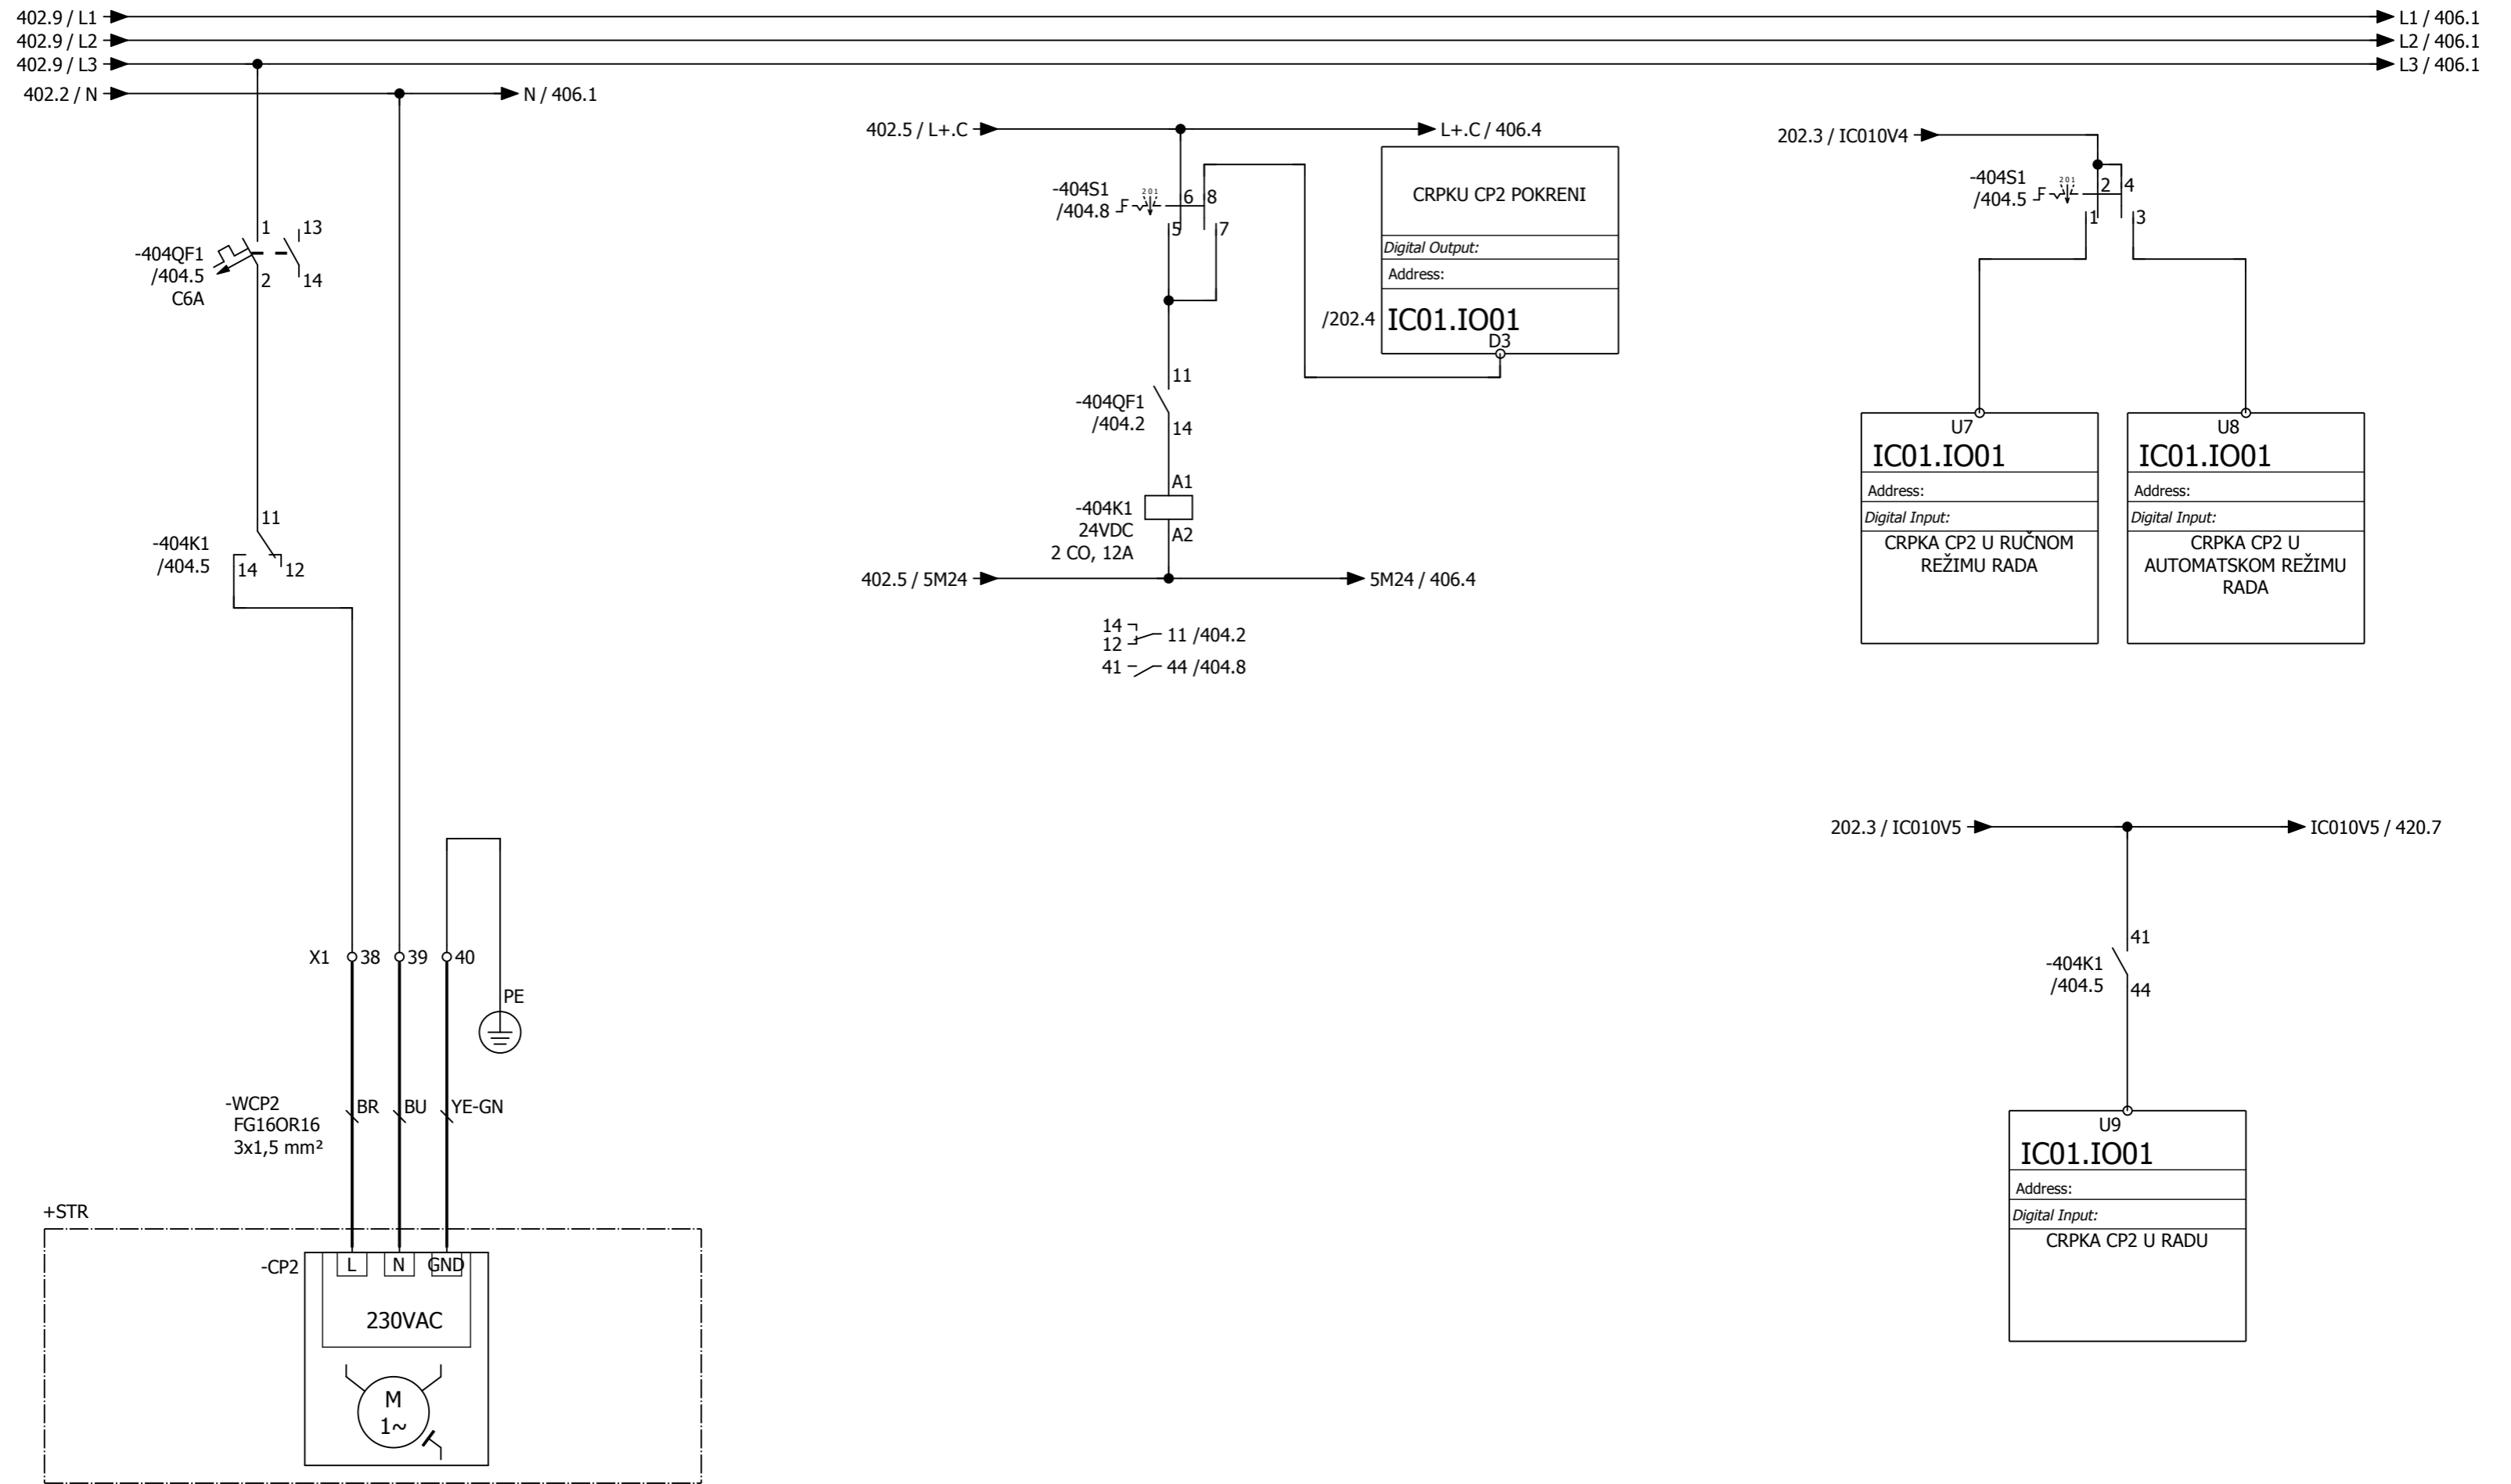 402.9 / L1
L1 / 406.1
402.9 / L2
L2 / 406.1
402.9 / L3
L3 / 406.1
402.2 / N
N / 406.1
1
13
-404QF1
/404.5
C6A
2
14
11
-404K1
/404.5
14
12
X1
38
39
40
PE
-WCP2
FG16OR16
3x1,5 mm²
BR
BU
YE-GN
+STR
-CP2
L
N
GND
230VAC
M
1~
402.5 / L+.C
L+.C / 406.4
-404S1
/404.8
2 0 1
6
8
5
7
CRPKU CP2 POKRENI
Digital Output:
Address:
/202.4
IC01.IO01
D3
11
-404QF1
/404.2
14
A1
-404K1
24VDC
2 CO, 12A
A2
402.5 / 5M24
5M24 / 406.4
14
12
11 /404.2
41
44 /404.8
202.3 / IC010V4
-404S1
/404.5
2 0 1
2
4
1
3
U7
IC01.IO01
Address:
Digital Input:
CRPKA CP2 U RUČNOM
REŽIMU RADA
U8
IC01.IO01
Address:
Digital Input:
CRPKA CP2 U
AUTOMATSKOM REŽIMU
RADA
202.3 / IC010V5
IC010V5 / 420.7
41
-404K1
/404.5
44
U9
IC01.IO01
Address:
Digital Input:
CRPKA CP2 U RADU